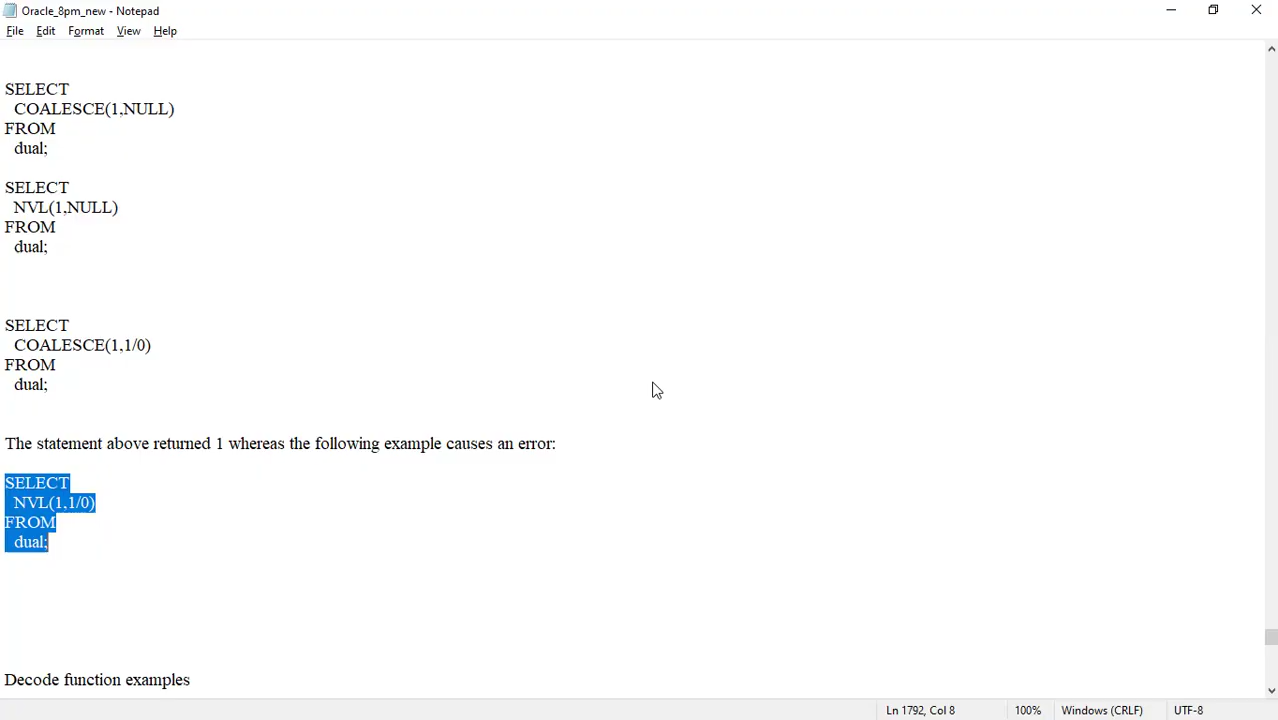 Oracle_8pm_new - Notepad
File Edit Format View Help
SELECT
COALESCE(1,NULL)
FROM
dual;
SELECT
NVL(1,NULL)
FROM
dual;
SELECT
COALESCE(1,1/0)
FROM
dual;
The statement above returned 1 whereas the following example causes an error:
SELECT
NVL(1,1/0)
FROM
dual;
Decode function examples
Ln 1792, Col 8 100% Windows (CRLF) UTF-8